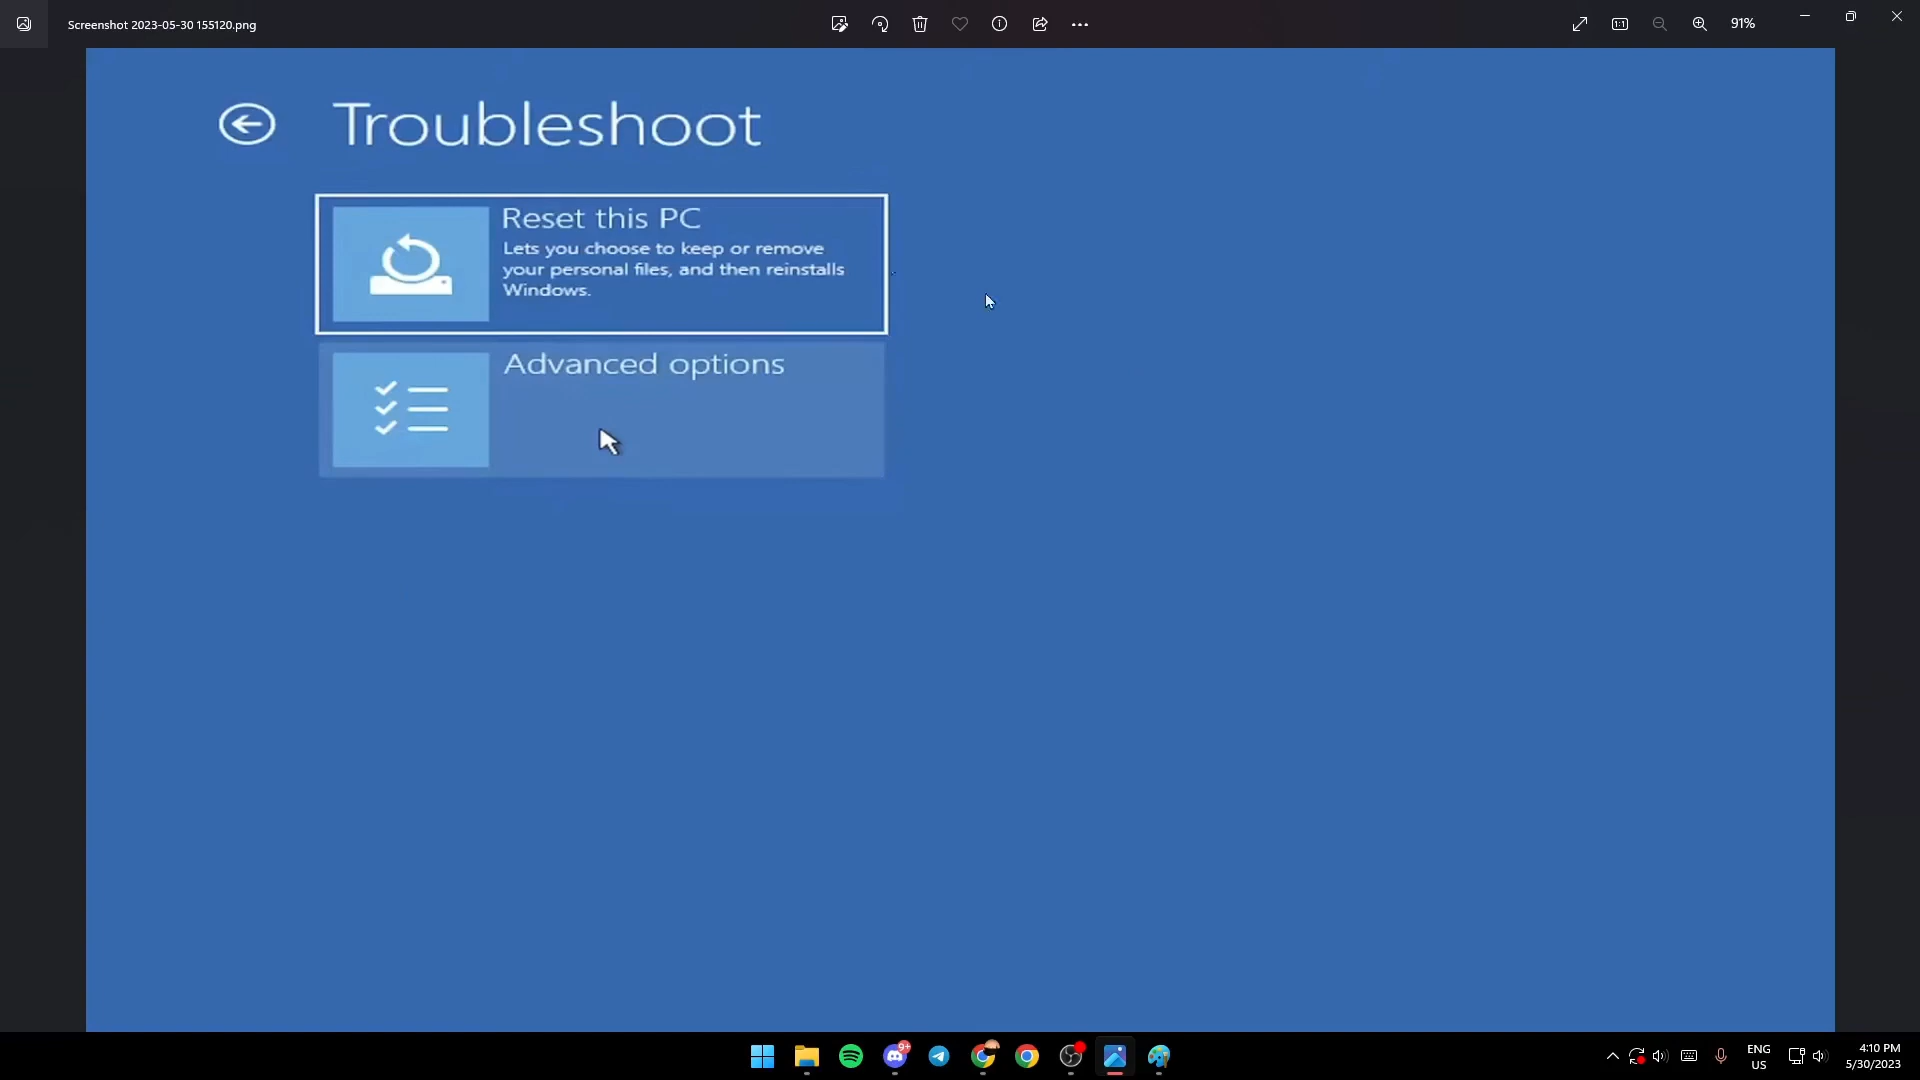 Screenshot 2023-05-30 155120.png
91%
Troubleshoot
Reset this PC
Lets you choose to keep or remove
your personal files, and then reinstalls
Windows.
Advanced options
9+
ENG
US
4:10 PM
5/30/2023